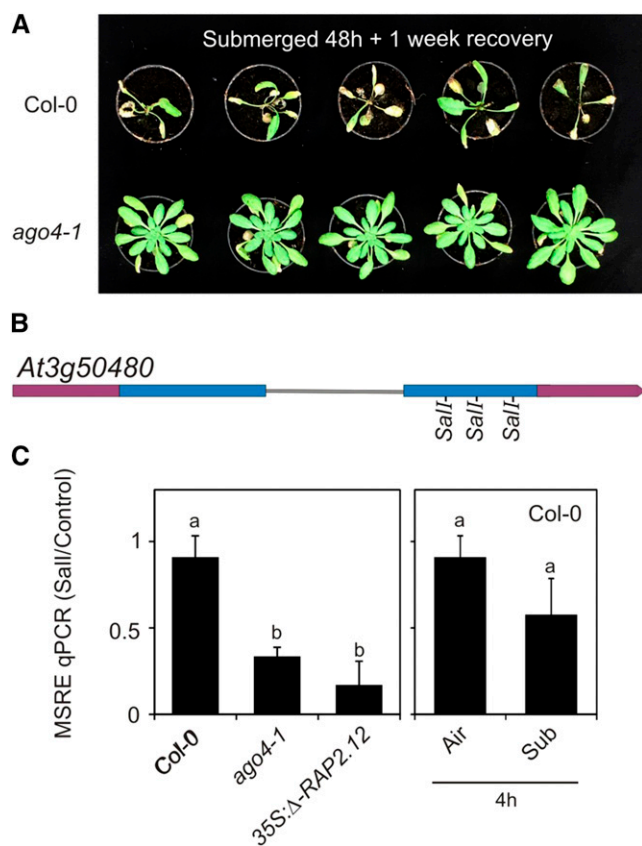 A
Submerged 48h + 1 week recovery
Col-0
ago4-1
B
At3g50480
SalI-
SalI-
SalI-
C
MSRE qPCR (SalI/Control)
1
0.5
0
a
b
b
Col-0
ago4-1
35S:Δ-RAP2.12
Col-0
a
a
Air
Sub
4h